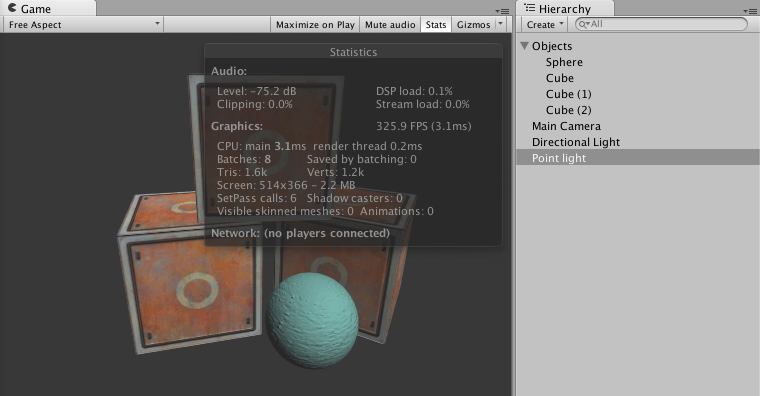 Game
Free Aspect
Maximize on Play
Mute audio
Stats
Gizmos
Statistics
Audio:
Level: -75.2 dB DSP load: 0.1%
Clipping: 0.0% Stream load: 0.0%
Graphics: 325.9 FPS (3.1ms)
CPU: main 3.1ms render thread 0.2ms
Batches: 8 Saved by batching: 0
Tris: 1.6k Verts: 1.2k
Screen: 514x366 - 2.2 MB
SetPass calls: 6 Shadow casters: 0
Visible skinned meshes: 0 Animations: 0
Network: (no players connected)
Hierarchy
Create
All
Objects
Sphere
Cube
Cube (1)
Cube (2)
Main Camera
Directional Light
Point light